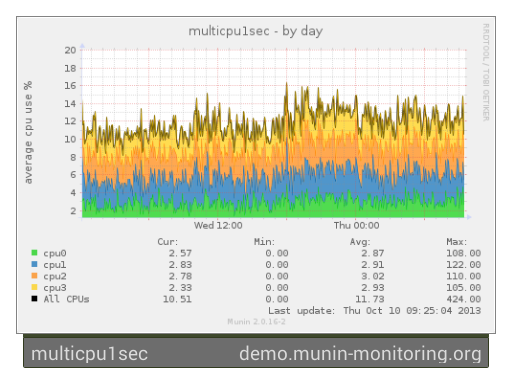 multicpu1sec - by day
RRDTOOL / TOBI OETIKER
average cpu use %
20
18
16
14
12
10
8
6
4
2
Wed 12:00 Thu 00:00
Cur: Min: Avg: Max:
cpu0 2.57 0.00 2.87 108.00
cpu1 2.83 0.00 2.91 122.00
cpu2 2.78 0.00 3.02 110.00
cpu3 2.33 0.00 2.93 105.00
All CPUs 10.51 0.00 11.73 424.00
Last update: Thu Oct 10 09:25:04 2013
Munin 2.0.16-2
multicpu1sec demo.munin-monitoring.org